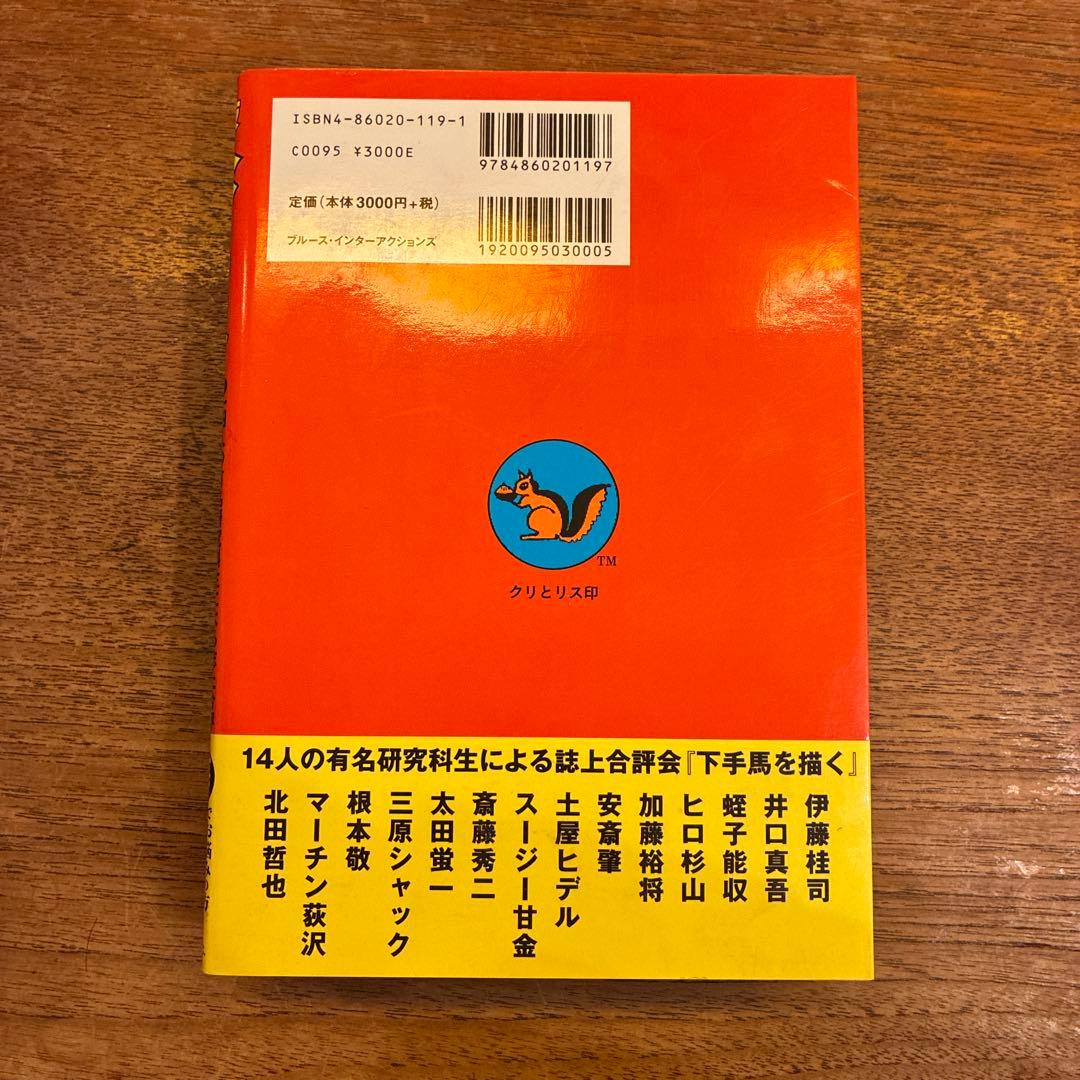 ISBN4-86020-119-1
C0095 ¥3000E
9784860201197
定価(本体3000円+税)
ブルース・インターアクションズ
1920095030005
TM
クリとリス印
14人の有名研究科生による誌上合評会『下手馬を描く』
伊藤桂司
井口真吾
蛭子能収
ヒロ杉山
加藤裕将
安斎肇
土屋ヒデル
スージー甘金
斎藤秀二
太田蛍一
三原シャック
根本敬
マーチン荻沢
北田哲也